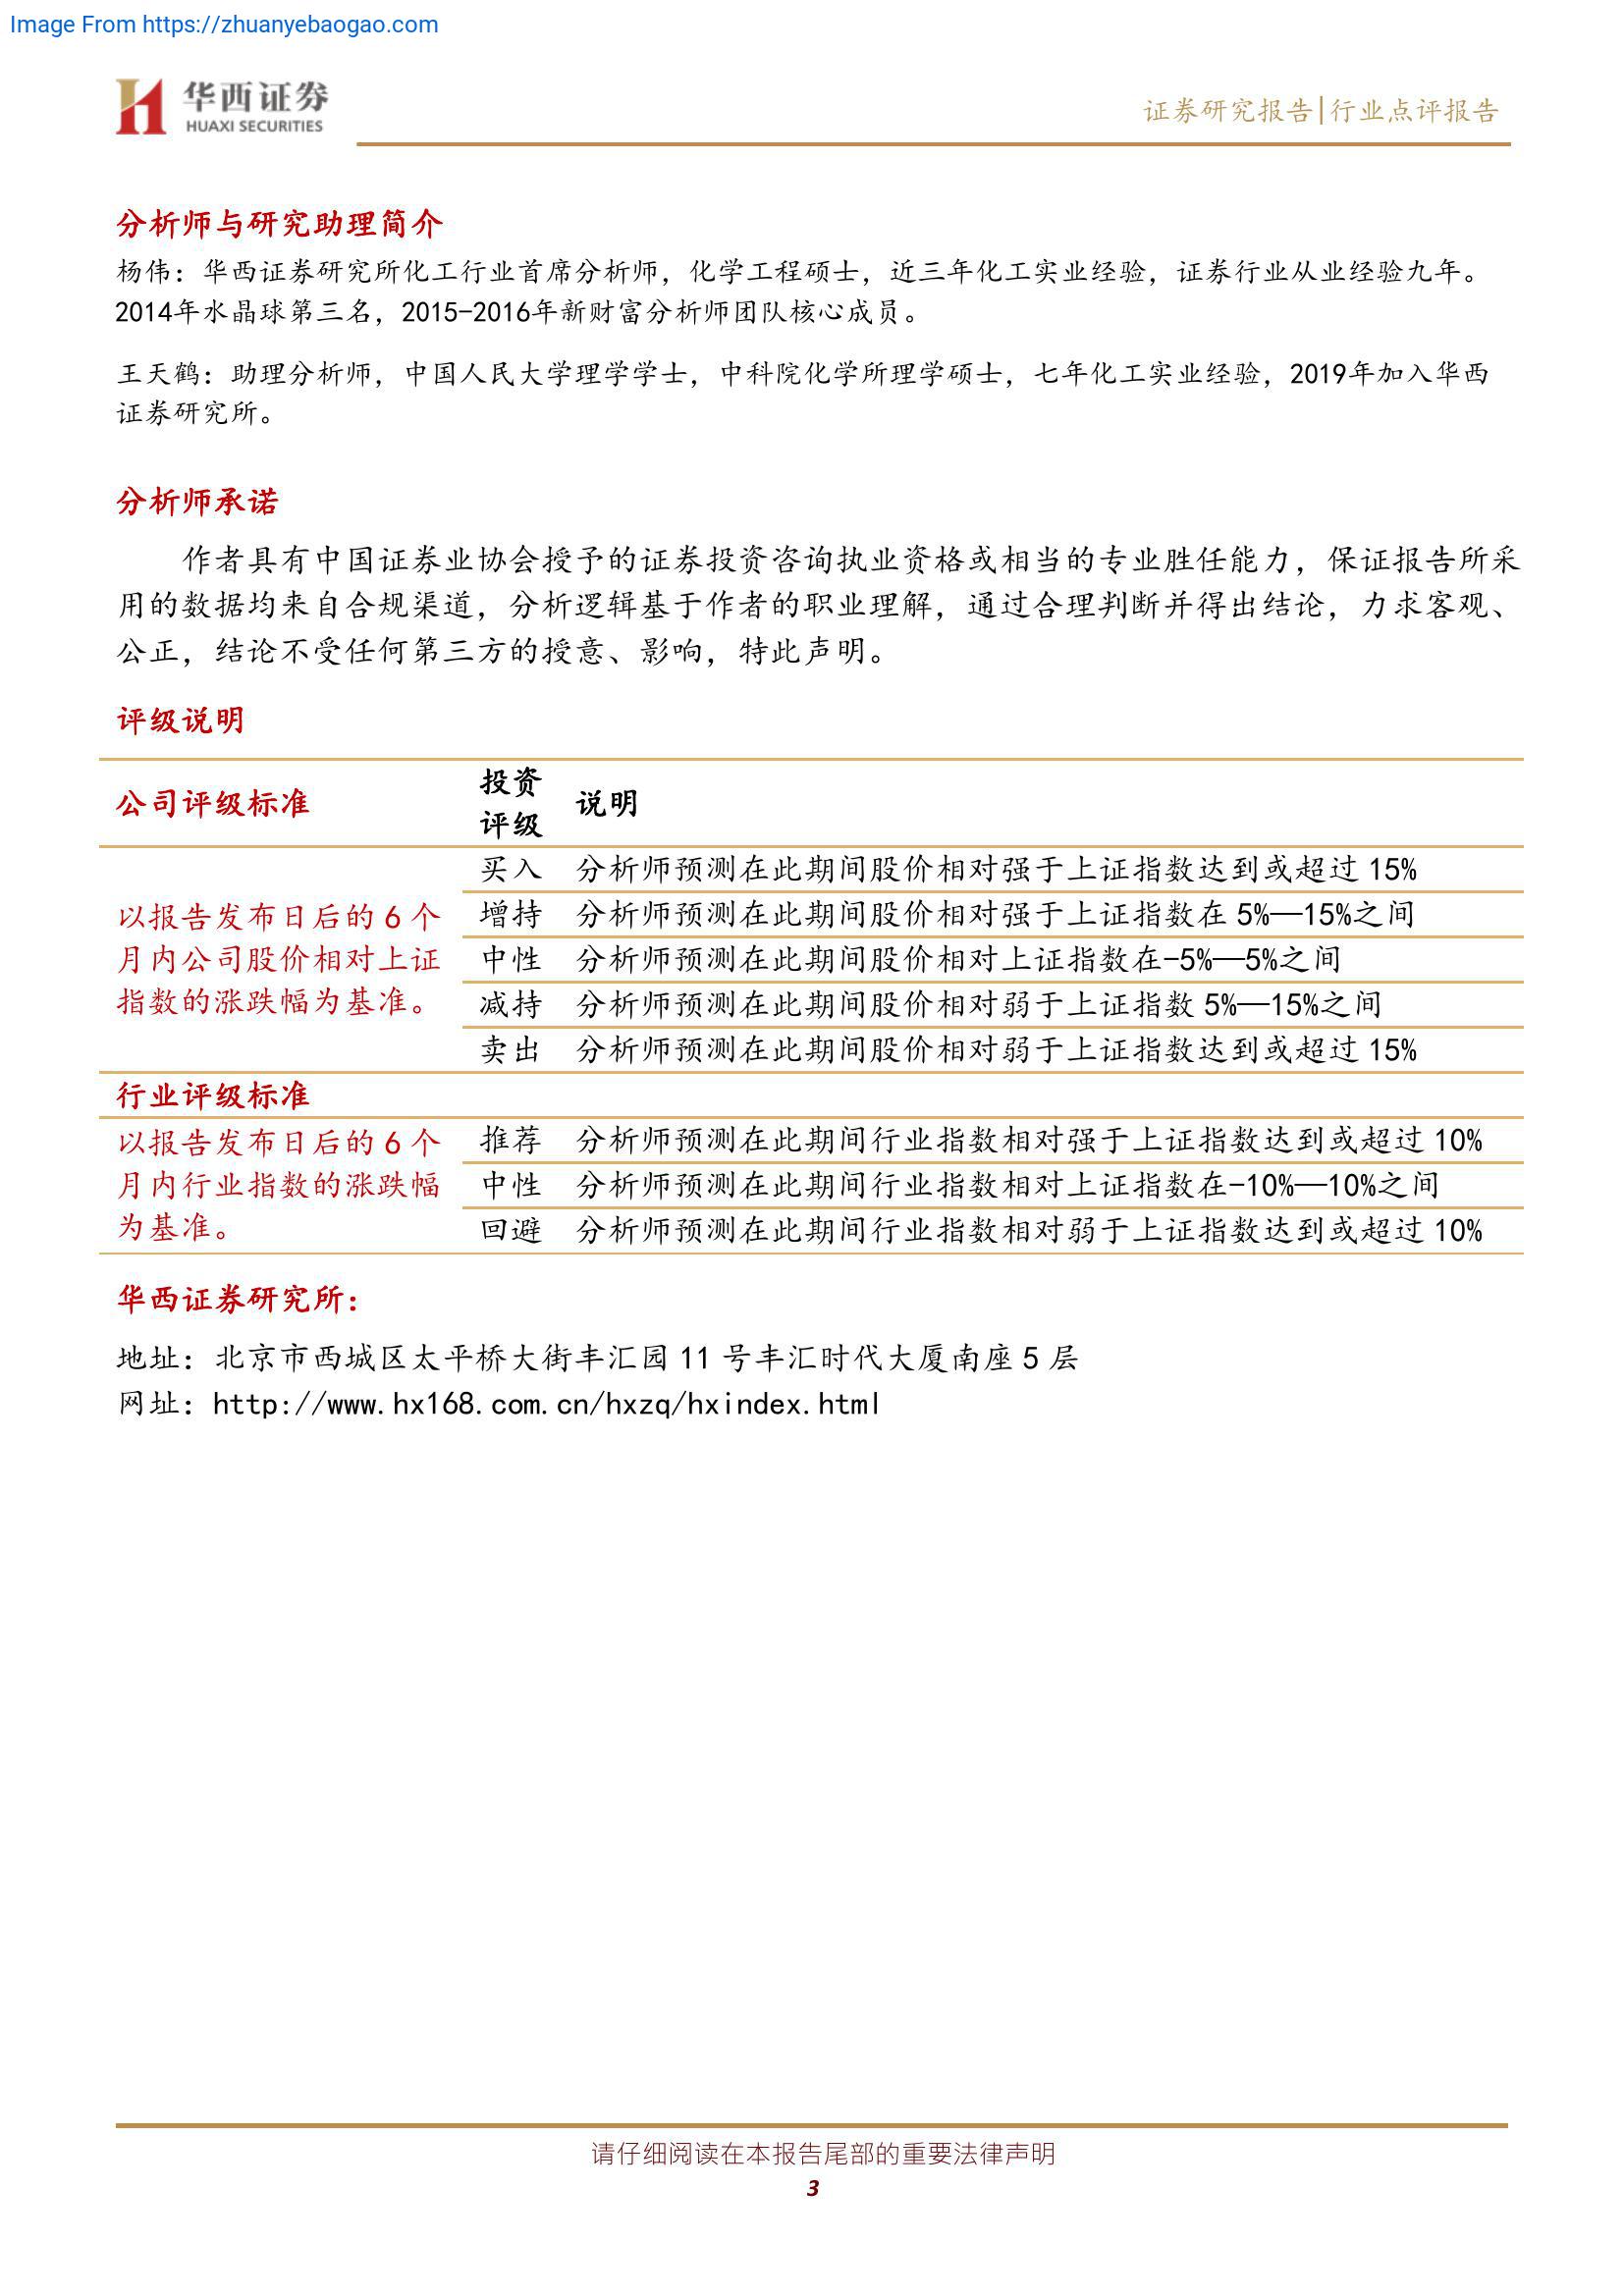 Image From https://zhuanyebaogao.com
华西证券
HUAXI SECURITIES
证券研究报告|行业点评报告
分析师与研究助理简介
杨伟：华西证券研究所化工行业首席分析师，化学工程硕士，近三年化工实业经验，证券行业从业经验九年。
2014年水晶球第三名，2015-2016年新财富分析师团队核心成员。
王天鹤：助理分析师，中国人民大学理学学士，中科院化学所理学硕士，七年化工实业经验，2019年加入华西
证券研究所。
分析师承诺
作者具有中国证券业协会授予的证券投资咨询执业资格或相当的专业胜任能力，保证报告所采
用的数据均来自合规渠道，分析逻辑基于作者的职业理解，通过合理判断并得出结论，力求客观、
公正，结论不受任何第三方的授意、影响，特此声明。
评级说明
公司评级标准
投资
评级
说明
以报告发布日后的 6 个
月内公司股价相对上证
指数的涨跌幅为基准。
买入 分析师预测在此期间股价相对强于上证指数达到或超过 15%
增持 分析师预测在此期间股价相对强于上证指数在 5%—15%之间
中性 分析师预测在此期间股价相对上证指数在-5%—5%之间
减持 分析师预测在此期间股价相对弱于上证指数 5%—15%之间
卖出 分析师预测在此期间股价相对弱于上证指数达到或超过 15%
行业评级标准
以报告发布日后的 6 个
月内行业指数的涨跌幅
为基准。
推荐 分析师预测在此期间行业指数相对强于上证指数达到或超过 10%
中性 分析师预测在此期间行业指数相对上证指数在-10%—10%之间
回避 分析师预测在此期间行业指数相对弱于上证指数达到或超过 10%
华西证券研究所：
地址：北京市西城区太平桥大街丰汇园 11 号丰汇时代大厦南座 5 层
网址：http://www.hx168.com.cn/hxzq/hxindex.html
请仔细阅读在本报告尾部的重要法律声明
3